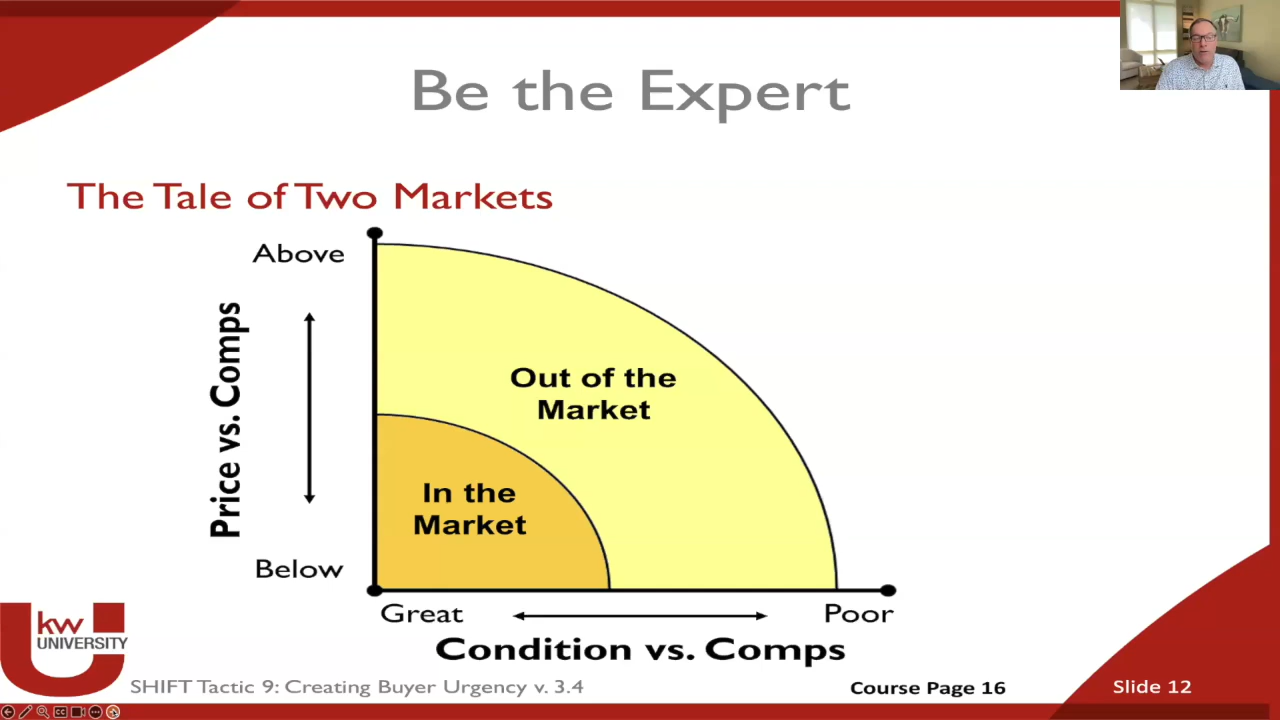 Be the Expert
The Tale of Two Markets
Above
Price vs. Comps
Out of the
Market
In the
Market
Below
Great
Poor
Condition vs. Comps
kw
UNIVERSITY
SHIFT Tactic 9: Creating Buyer Urgency v. 3.4
Course Page 16
Slide 12
CC